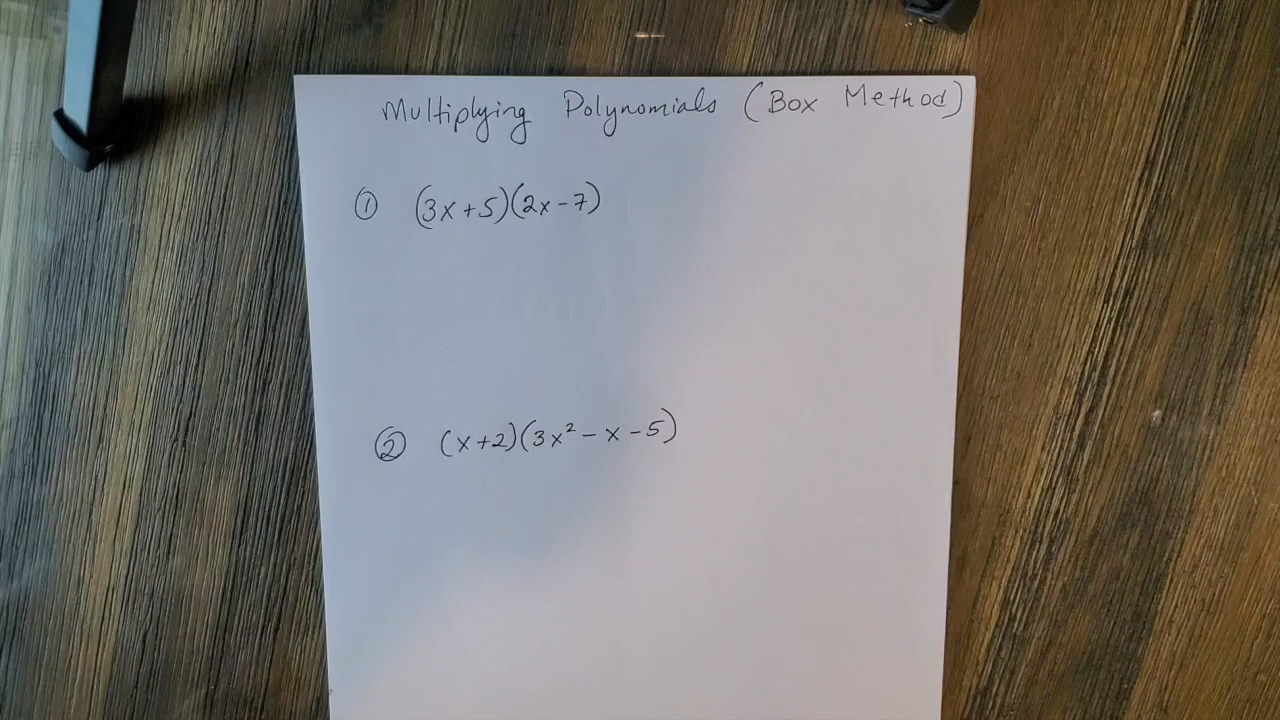 Multiplying Polynomials (Box Method)
① (3x+5)(2x-7)
② (x+2)(3x²-x-5)